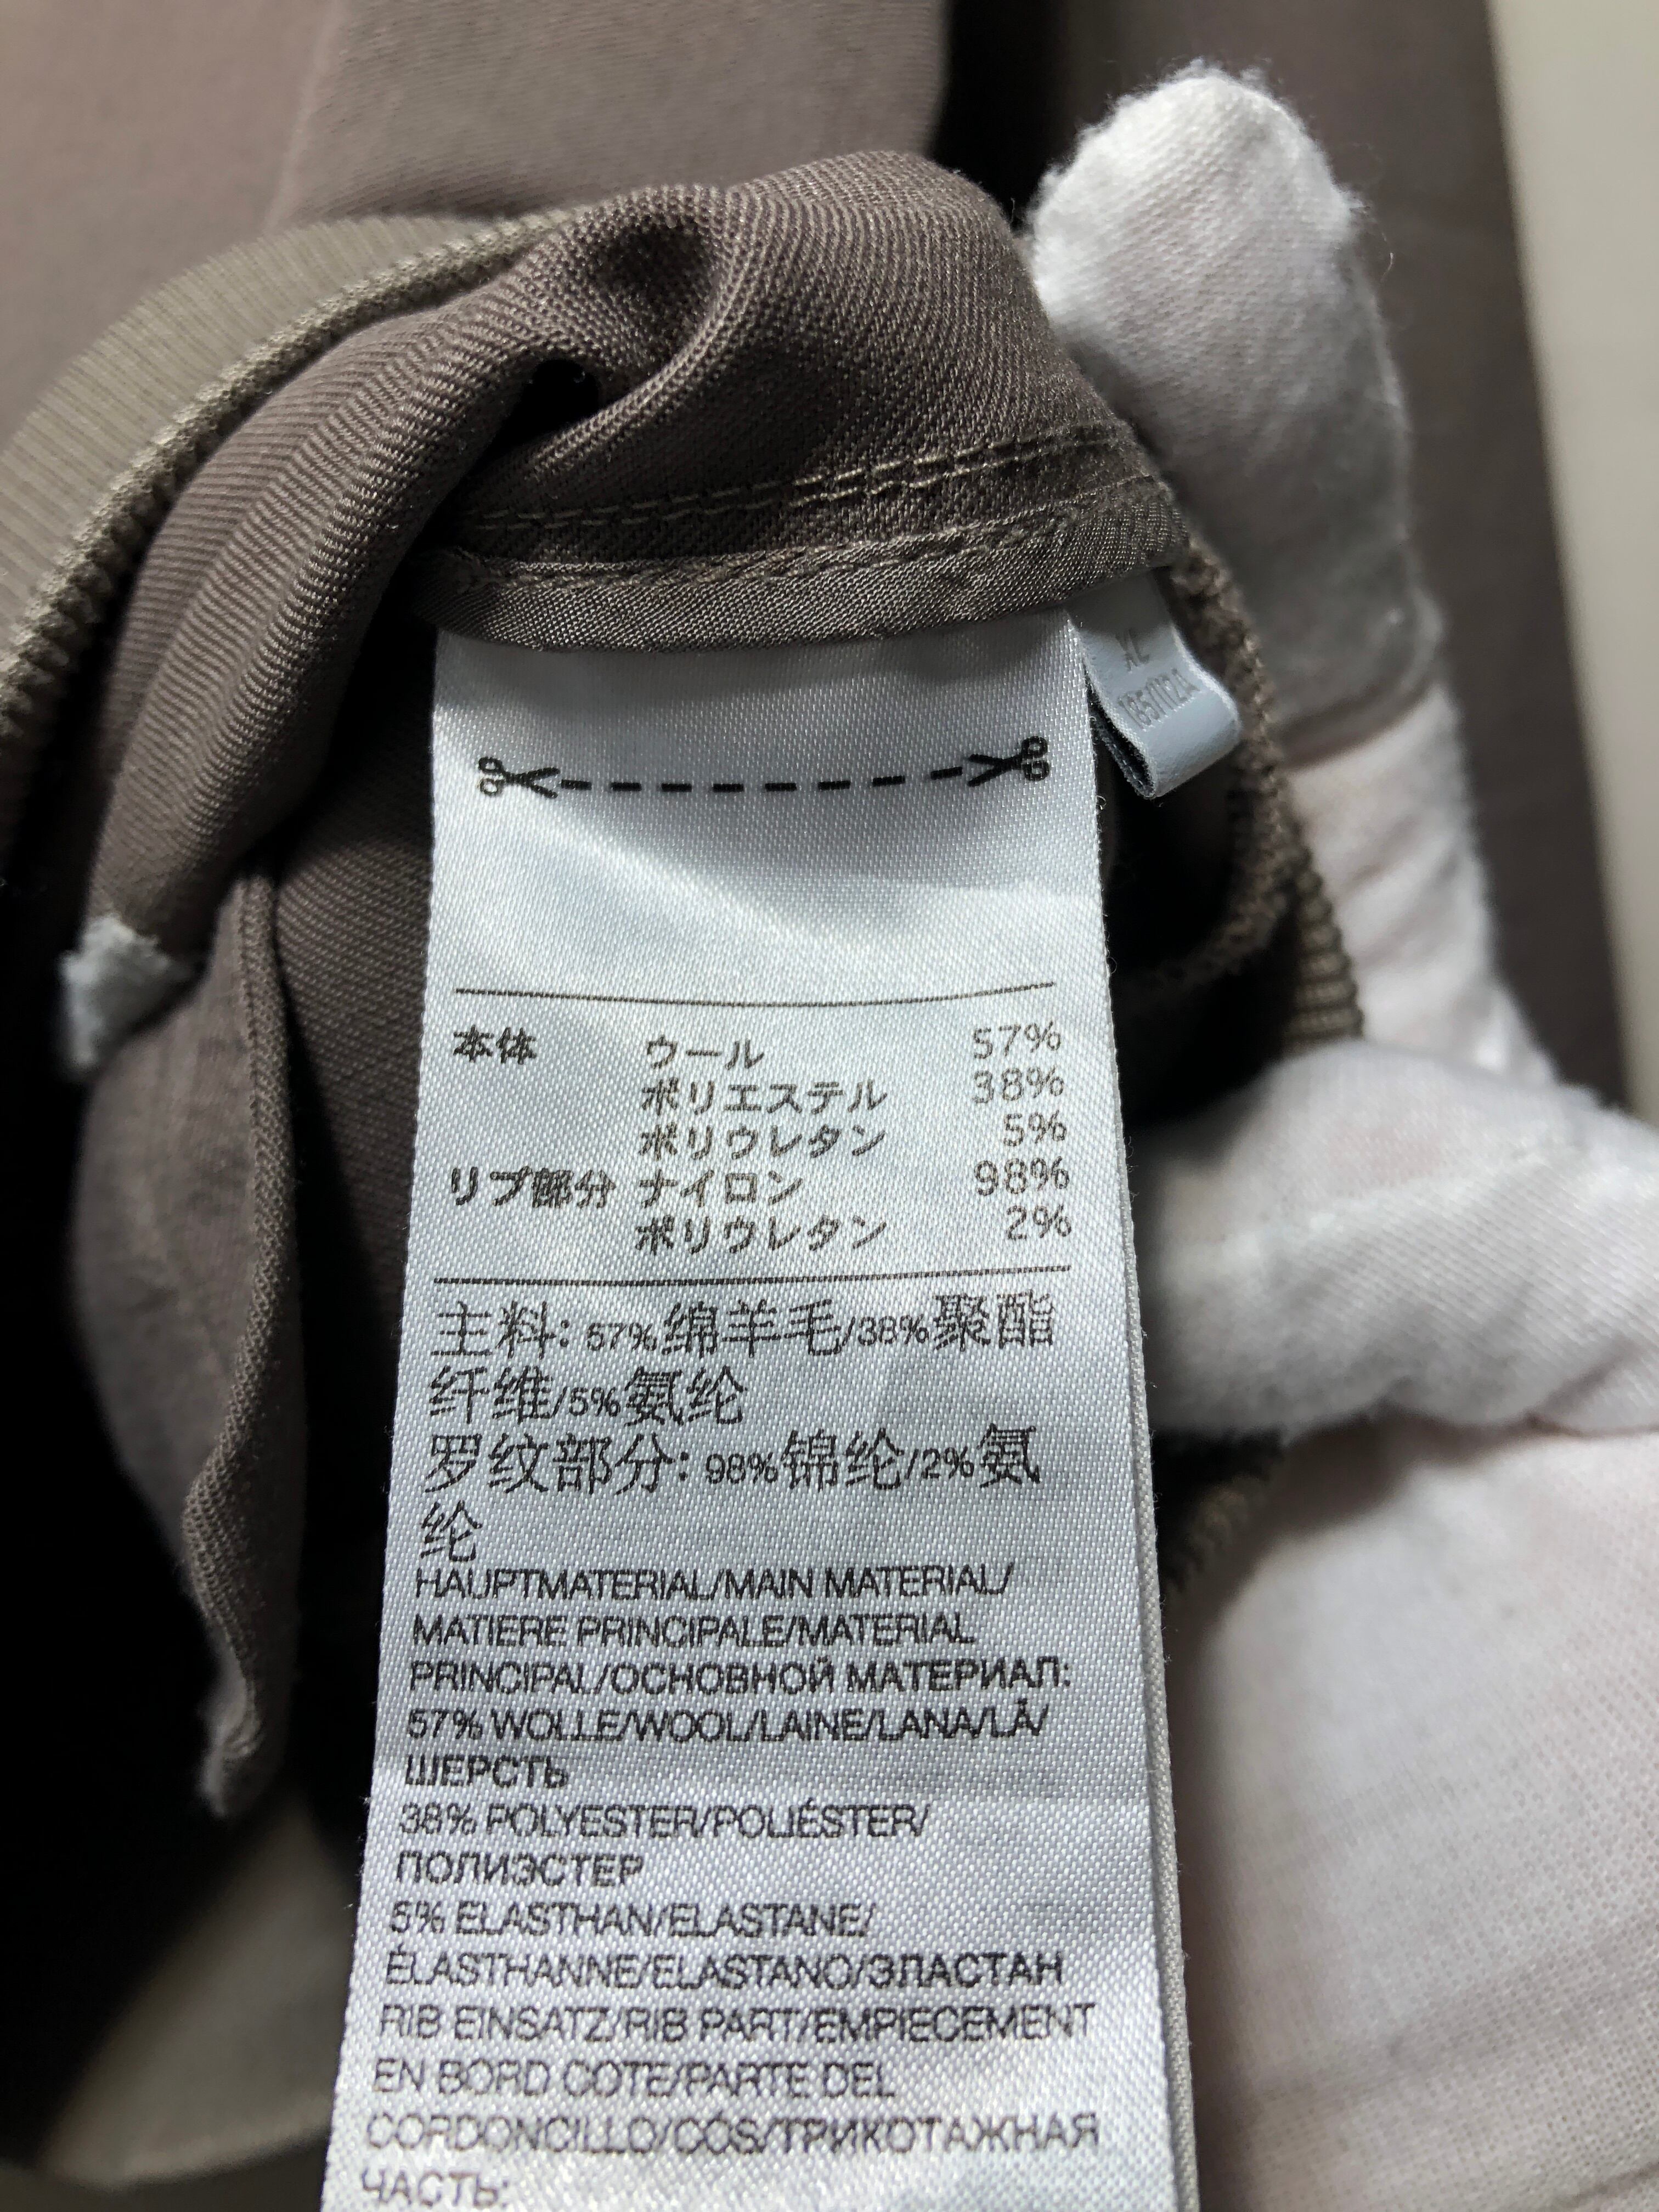 XL
185/112A
本体 ウール 57%
ポリエステル 38%
ポリウレタン 5%
リブ部分 ナイロン 98%
ポリウレタン 2%
主料: 57%绵羊毛/38%聚酯
纤维/5%氨纶
罗纹部分: 98%锦纶/2%氨
纶
HAUPTMATERIAL/MAIN MATERIAL/
MATIERE PRINCIPALE/MATERIAL
PRINCIPAL/ОСНОВНОЙ МАТЕРИАЛ:
57% WOLLE/WOOL/LAINE/LANA/LÃ/
ШЕРСТЬ
38% POLYESTER/POLIÉSTER/
ПОЛИЭСТЕР
5% ELASTHAN/ELASTANE/
ÉLASTHANNE/ELASTANO/ЭЛАСТАН
RIB EINSATZ/RIB PART/EMPIECEMENT
EN BORD COTE/PARTE DEL
CORDONCILLO/CÓS/ТРИКОТАЖНАЯ
ЧАСТЬ: